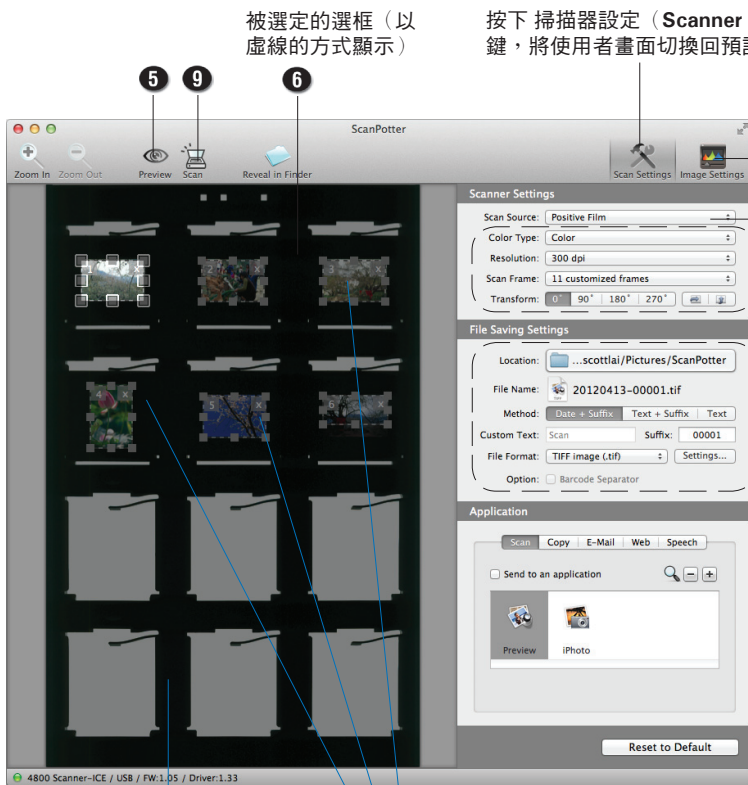 被選定的選框（以
虛線的方式顯示）
按下 掃描器設定（Scanner
鍵，將使用者畫面切換回預
5
9
6
ScanPotter
Zoom In
Zoom Out
Preview
Scan
Reveal in Finder
Scan Settings
Image Settings
Scanner Settings
Scan Source: Positive Film
Color Type: Color
Resolution: 300 dpi
Scan Frame: 11 customized frames
Transform: 0° 90° 180° 270°
File Saving Settings
Location: ...scottlai/Pictures/ScanPotter
File Name: 20120413-00001.tif
Method: Date + Suffix Text + Suffix Text
Custom Text: Scan Suffix: 00001
File Format: TIFF image (.tif) Settings...
Option: Barcode Separator
Application
Scan Copy E-Mail Web Speech
Send to an application
Preview
iPhoto
Reset to Default
1 x
2 x
3 x
4 x
5 x
6 x
4800 Scanner-ICE / USB / FW:1.05 / Driver:1.33